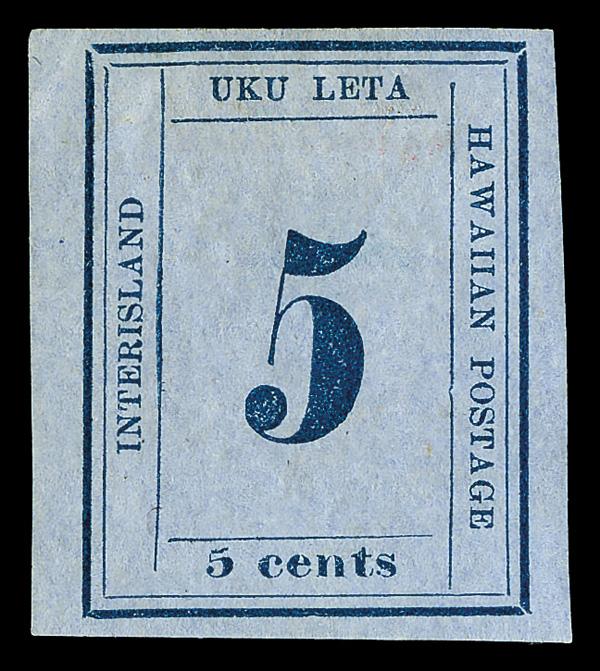 UKU LETA
INTERISLAND
HAWAIIAN POSTAGE
5
5 cents